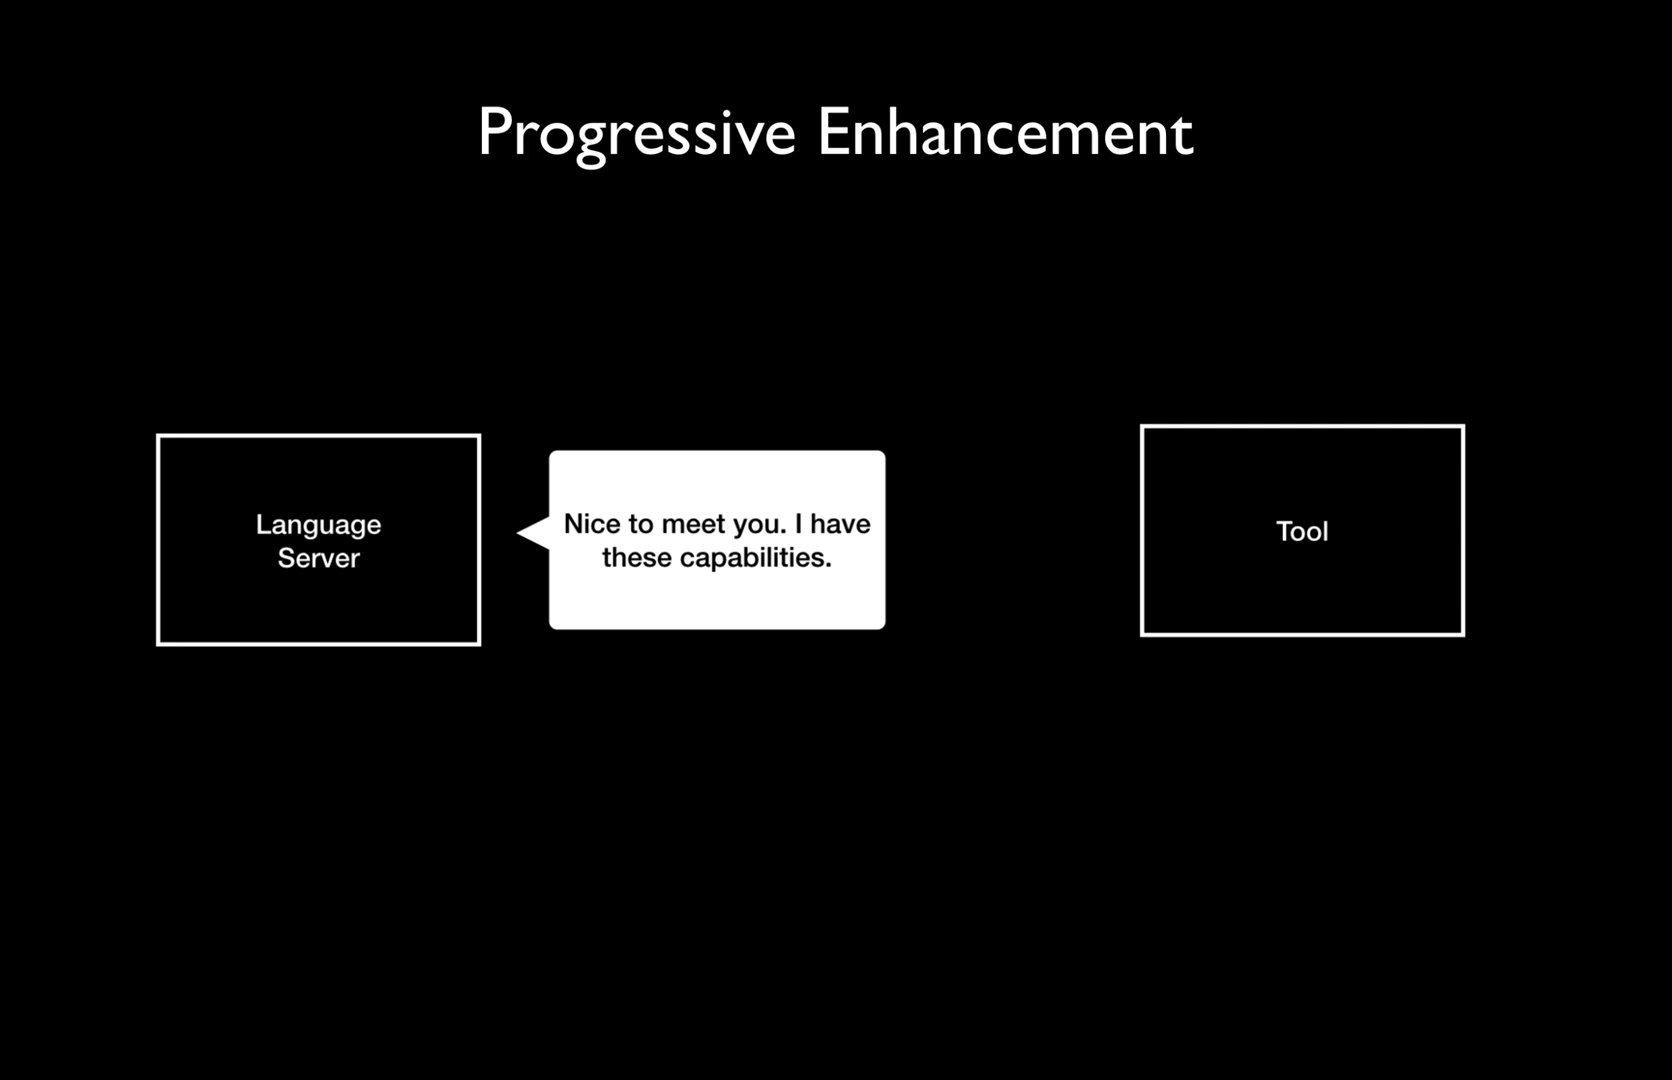 Progressive Enhancement
Language
Server
Nice to meet you. I have
these capabilities.
Tool